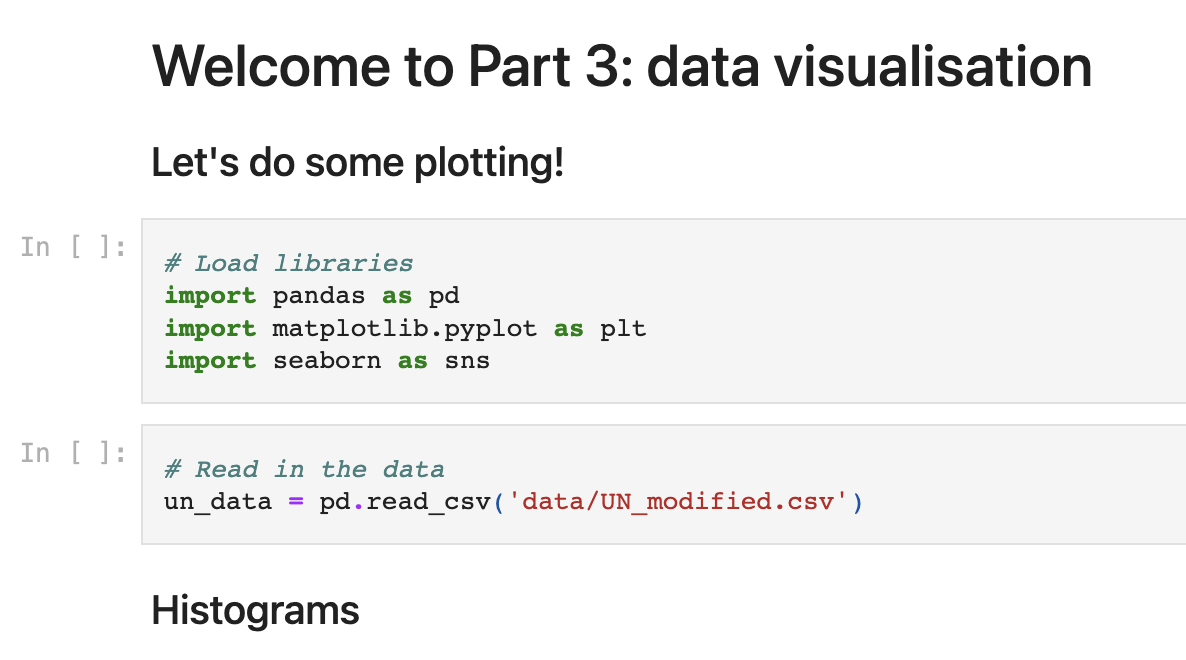 Welcome to Part 3: data visualisation
Let's do some plotting!
In [ ]:
# Load libraries
import pandas as pd
import matplotlib.pyplot as plt
import seaborn as sns
In [ ]:
# Read in the data
un_data = pd.read_csv('data/UN_modified.csv')
Histograms